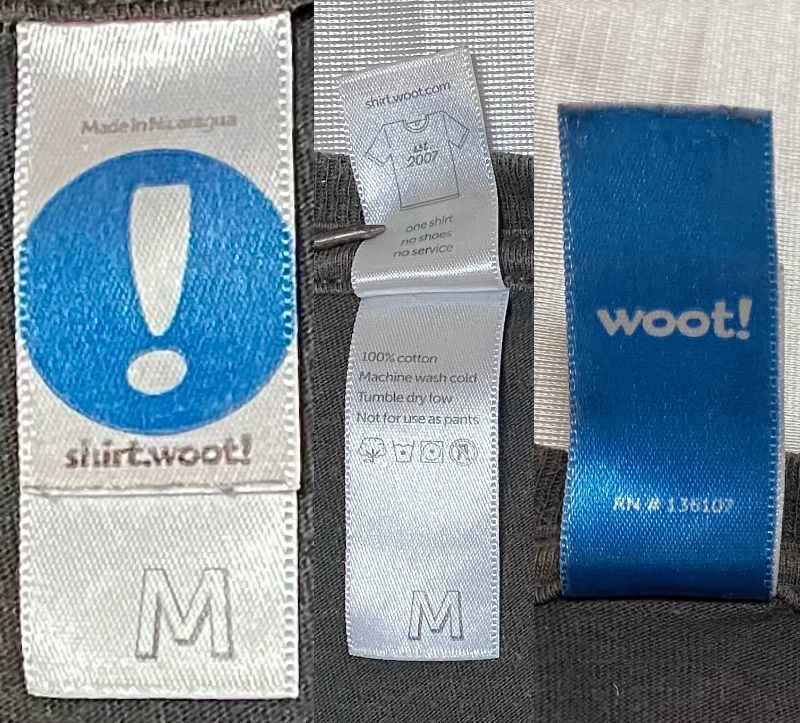 Made in Nicaragua
shirt.woot!
M
shirt.woot.com
est.
2007
one shirt
no shoes
no service
100% cotton
Machine wash cold
Tumble dry low
Not for use as pants
M
woot!
RN # 136107